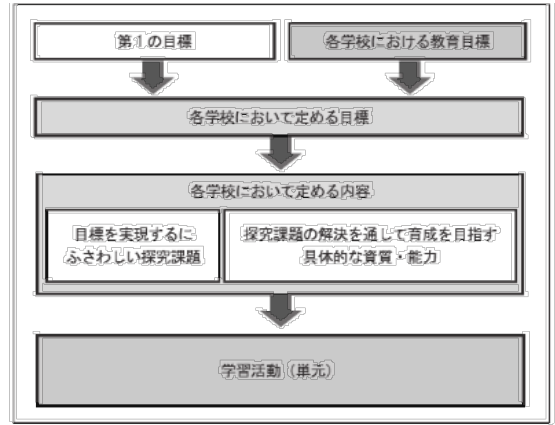 第１の目標
各学校における教育目標
各学校において定める目標
各学校において定める内容
目標を実現するに
ふさわしい探究課題
探究課題の解決を通して育成を目指す
具体的な資質・能力
学習活動（単元）